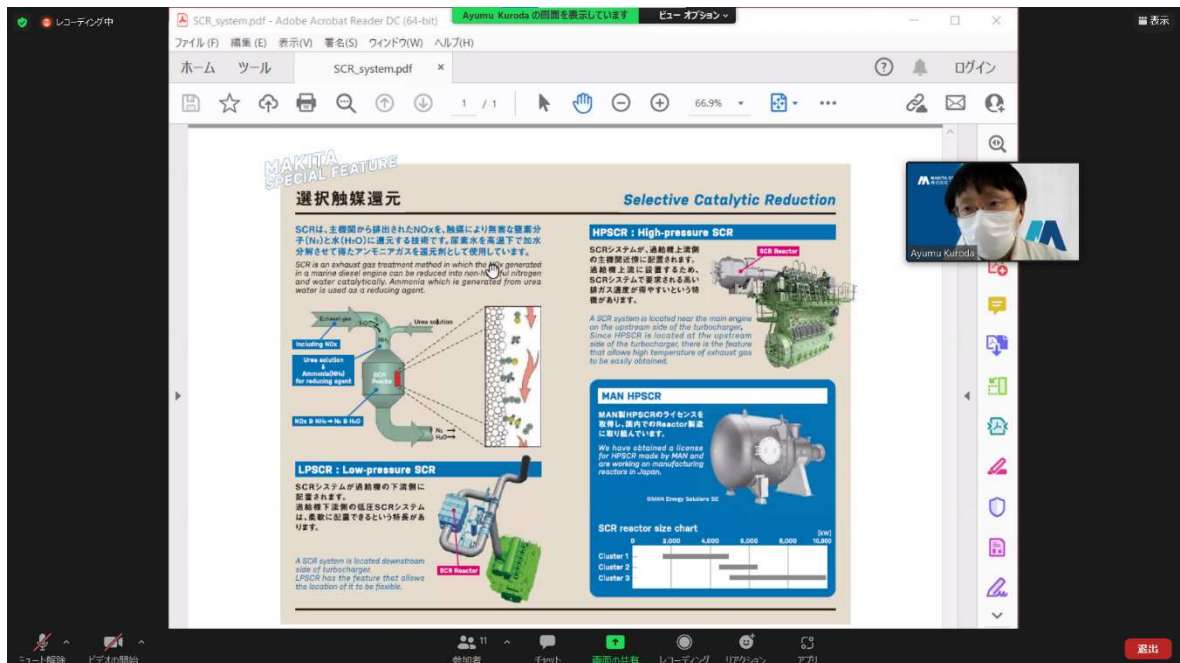 レコーディング中
SCR_system.pdf - Adobe Acrobat Reader DC (64-bit)
Ayumu Kuroda の画面を表示しています
ビュー オプション
表示
ファイル(F) 編集(E) 表示(V) 署名(S) ウィンドウ(W) ヘルプ(H)
ホーム ツール SCR_system.pdf × ログイン
1 / 1 66.9%
MAKITA
SPECIAL FEATURE
選択触媒還元
Selective Catalytic Reduction
SCRは、主機関から排出されたNOxを、触媒により無害な窒素分
子(N₂)と水(H₂O)に還元する技術です。尿素水を高温下で加水
分解させて得たアンモニアガスを還元剤として使用しています。
SCR is an exhaust gas treatment method in which the NOx generated
in a marine diesel engine can be reduced into non-harmful nitrogen
and water catalytically. Ammonia which is generated from urea
water is used as a reducing agent.
Exhaust gas
Urea solution
Including NOx
Urea solution
↓
Ammonia(NH₃)
for reducing agent
SCR
Reactor
NOx & NH₃→ N₂ & H₂O
N₂ →
H₂O→
LPSCR : Low-pressure SCR
SCRシステムが過給機の下流側に
配置されます。
過給機下流側の低圧SCRシステム
は、柔軟に配置できるという特長があ
ります。
A SCR system is located downstream
side of turbocharger.
LPSCR has the feature that allows
the location of it to be flexible.
SCR Reactor
HPSCR : High-pressure SCR
SCRシステムが、過給機上流側
の主機関近傍に配置されます。
過給機上流に設置するため、
SCRシステムで要求される高い
排ガス温度が得やすいという特
徴があります。
SCR Reactor
A SCR system is located near the main engine
on the upstream side of the turbocharger.
Since HPSCR is located at the upstream
side of the turbocharger, there is the feature
that allows high temperature of exhaust gas
to be easily obtained.
MAN HPSCR
MAN製HPSCRのライセンスを
取得し、国内でのReactor製造
に取り組んでいます。
We have obtained a license
for HPSCR made by MAN and
are working on manufacturing
reactors in Japan.
©MAN Energy Solutions SE
SCR reactor size chart
[kW]
0 2,000 4,000 6,000 8,000 10,000
Cluster 1
Cluster 2
Cluster 3
Ayumu Kuroda
ミュート解除 ビデオの開始 参加者 11 チャット 画面の共有 レコーディング リアクション アプリ 退出